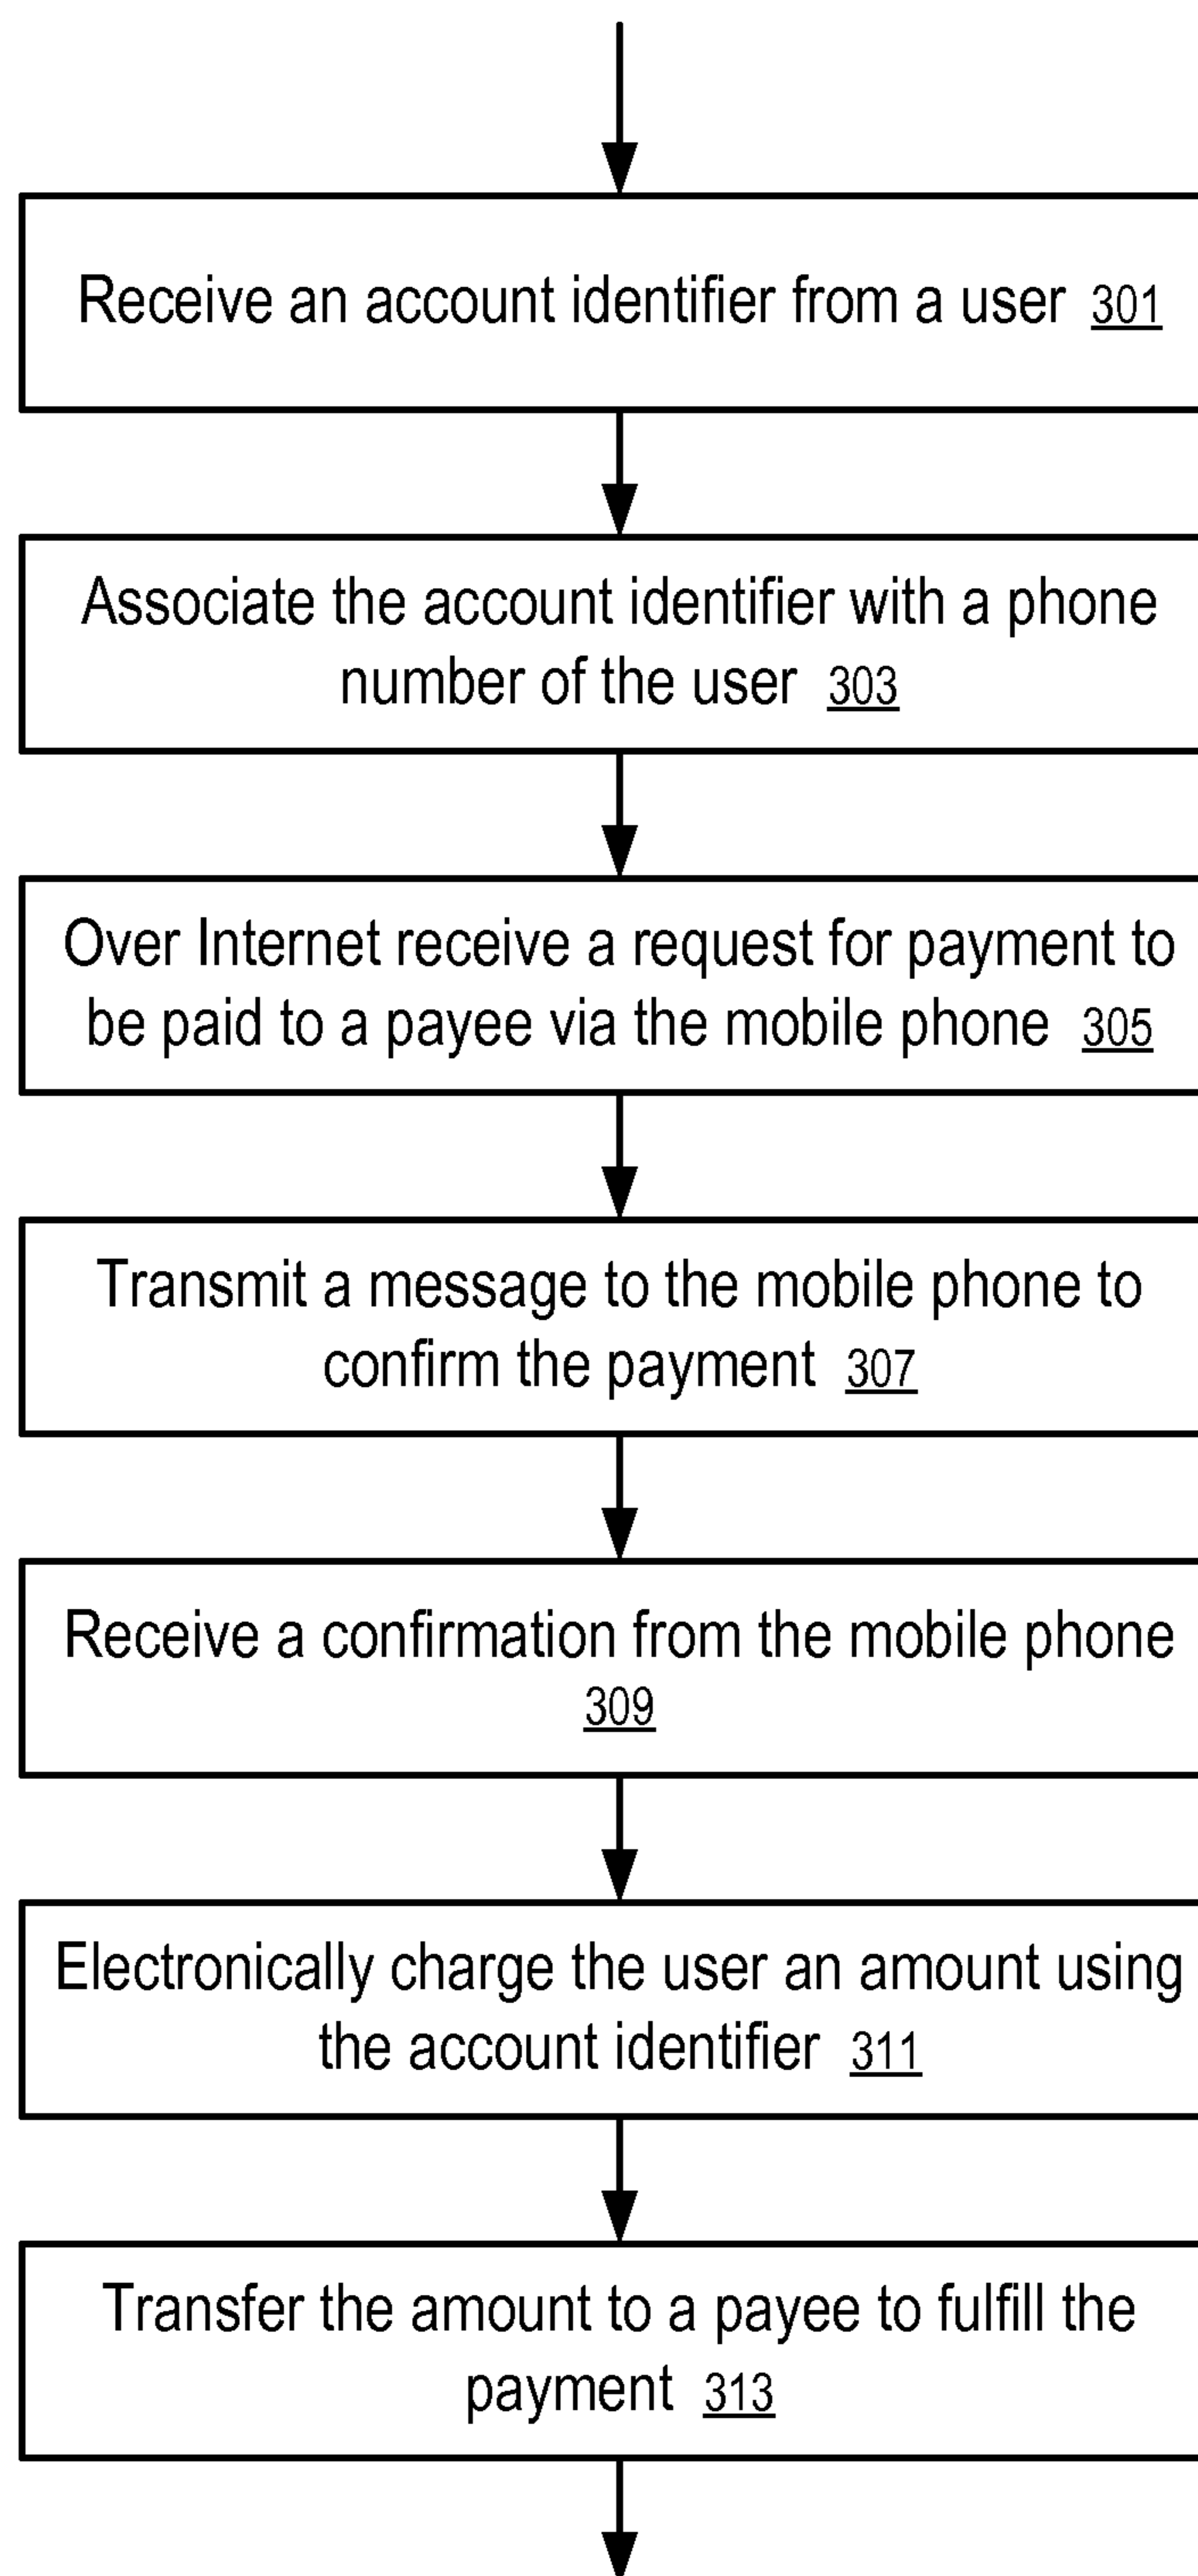 Receive an account identifier from a user 301
Associate the account identifier with a phone
number of the user 303
Over Internet receive a request for payment to
be paid to a payee via the mobile phone 305
Transmit a message to the mobile phone to
confirm the payment 307
Receive a confirmation from the mobile phone
309
Electronically charge the user an amount using
the account identifier 311
Transfer the amount to a payee to fulfill the
payment 313